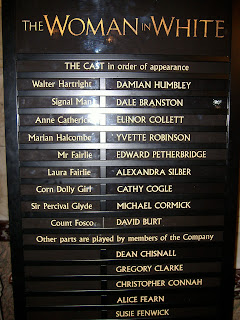 THE WOMAN IN WHITE
THE CAST in order of appearance
Walter Hartright DAMIAN HUMBLEY
Signal Man DALE BRANSTON
Anne Catherick ELINOR COLLETT
Marian Halcombe YVETTE ROBINSON
Mr Fairlie EDWARD PETHERBRIDGE
Laura Fairlie ALEXANDRA SILBER
Corn Dolly Girl CATHY COGLE
Sir Percival Glyde MICHAEL CORMICK
Count Fosco DAVID BURT
Other parts are played by members of the Company
DEAN CHISNALL
GREGORY CLARKE
CHRISTOPHER CONNAH
ALICE FEARN
SUSIE FENWICK